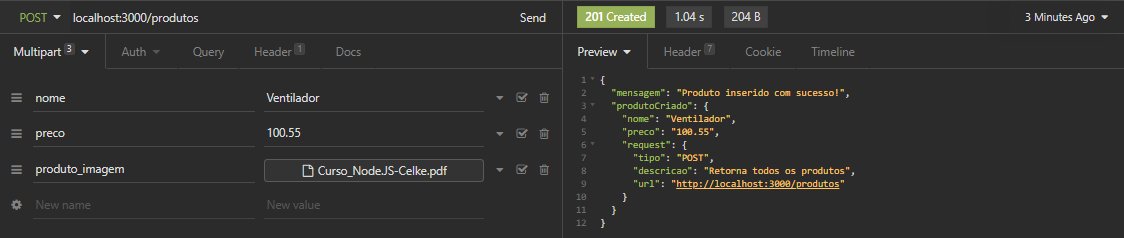 POST localhost:3000/produtos Send
201 Created 1.04 s 204 B 3 Minutes Ago
Multipart 3 Auth Query Header 1 Docs
Preview Header 7 Cookie Timeline
nome Ventilador
preco 100.55
produto_imagem Curso_NodeJS-Celke.pdf
New name New value
1 {
2 "mensagem": "Produto inserido com sucesso!",
3 "produtoCriado": {
4 "nome": "Ventilador",
5 "preco": "100.55",
6 "request": {
7 "tipo": "POST",
8 "descricao": "Retorna todos os produtos",
9 "url": "http://localhost:3000/produtos"
10 }
11 }
12 }